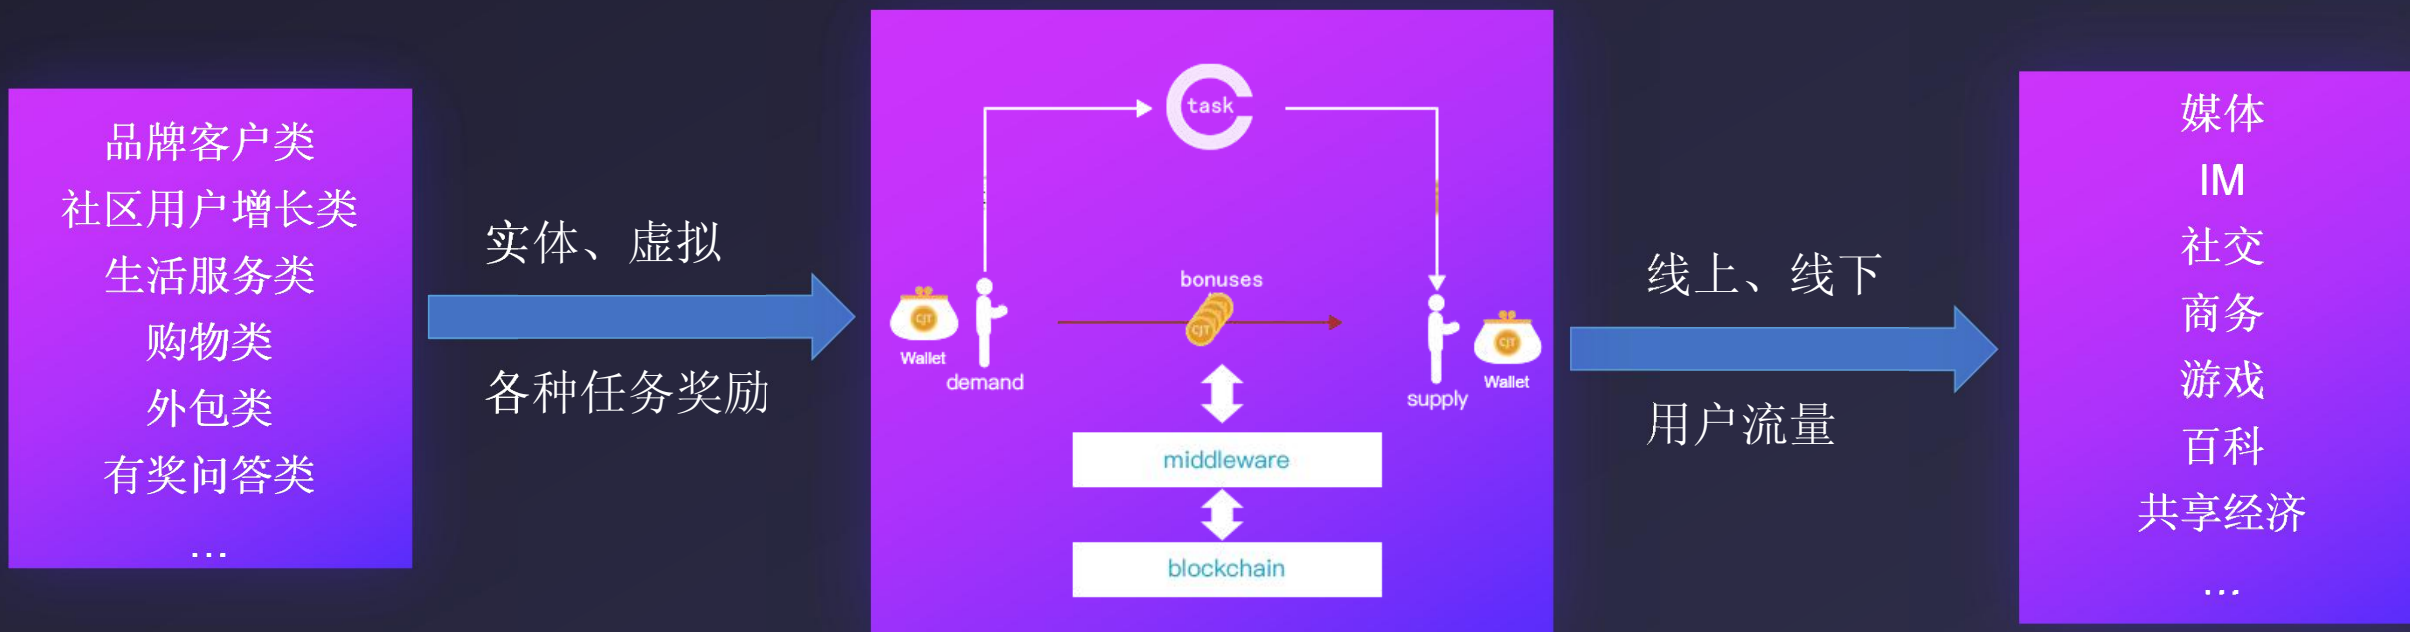 品牌客户类
社区用户增长类
生活服务类
购物类
外包类
有奖问答类
...
实体、虚拟
各种任务奖励
task
bonuses
CJT
CJT
Wallet
demand
CJT
supply
Wallet
middleware
blockchain
线上、线下
用户流量
媒体
IM
社交
商务
游戏
百科
共享经济
...